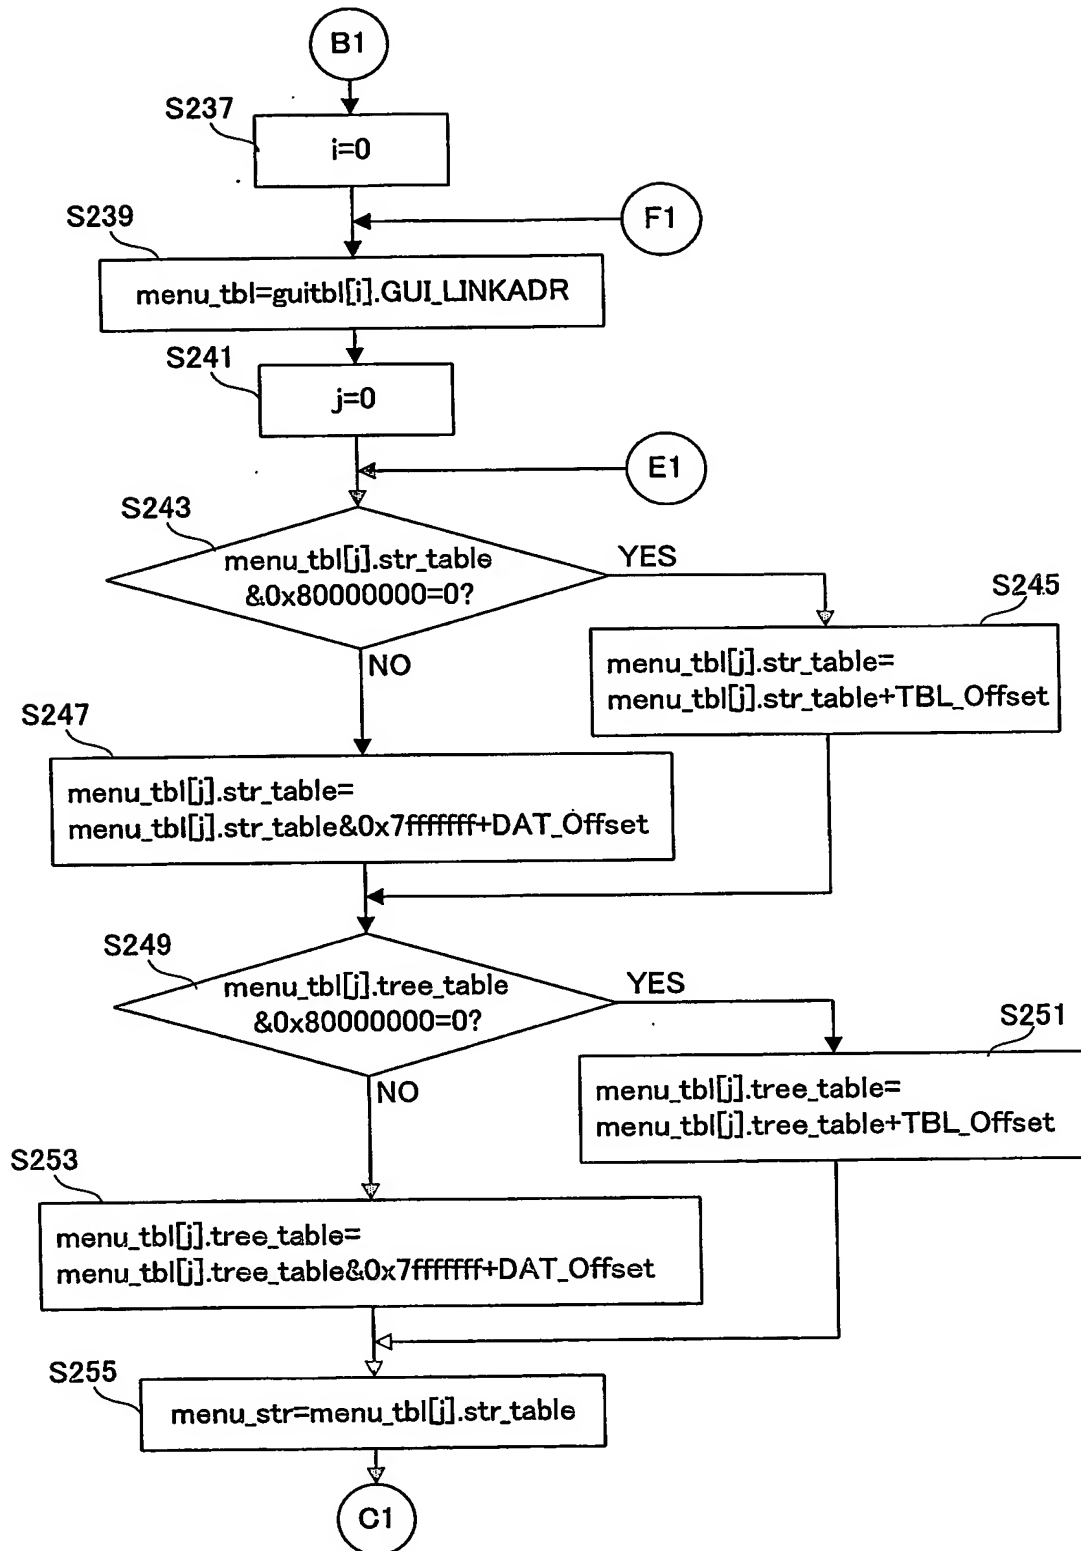 B1
S237
i=0
F1
S239
menu_tbl=guitbl[i].GUI_LINKADR
S241
j=0
E1
S243
menu_tbl[j].str_table
&0x80000000=0?
YES
S245
menu_tbl[j].str_table=
menu_tbl[j].str_table+TBL_Offset
NO
S247
menu_tbl[j].str_table=
menu_tbl[j].str_table&0x7fffffff+DAT_Offset
S249
menu_tbl[j].tree_table
&0x80000000=0?
YES
S251
menu_tbl[j].tree_table=
menu_tbl[j].tree_table+TBL_Offset
NO
S253
menu_tbl[j].tree_table=
menu_tbl[j].tree_table&0x7fffffff+DAT_Offset
S255
menu_str=menu_tbl[j].str_table
C1